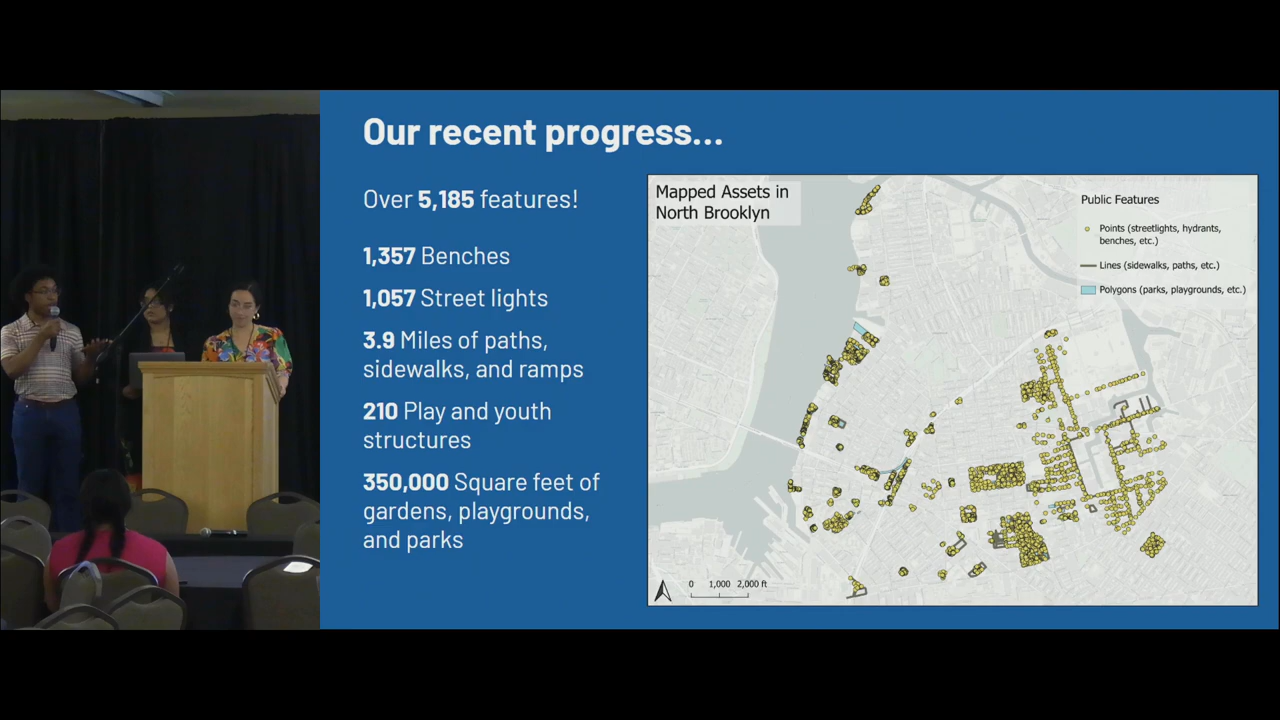 Our recent progress...
Over 5,185 features!
1,357 Benches
1,057 Street lights
3.9 Miles of paths,
sidewalks, and ramps
210 Play and youth
structures
350,000 Square feet of
gardens, playgrounds,
and parks
Mapped Assets in
North Brooklyn
Public Features
Points (streetlights, hydrants,
benches, etc.)
Lines (sidewalks, paths, etc.)
Polygons (parks, playgrounds, etc.)
0 1,000 2,000 ft